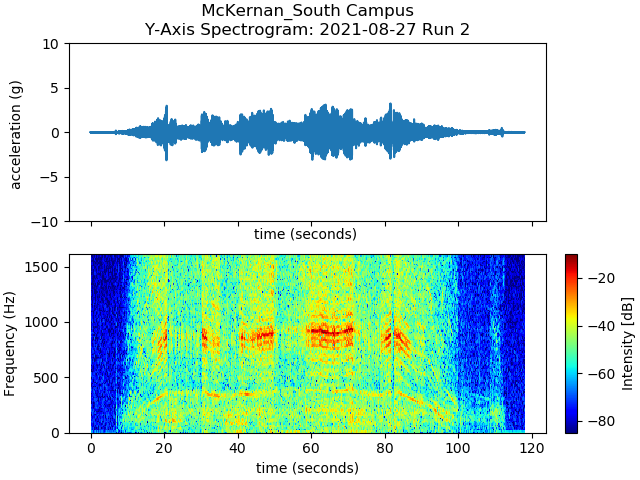 McKernan_South Campus
Y-Axis Spectrogram: 2021-08-27 Run 2
10
5
0
−5
−10
acceleration (g)
time (seconds)
1500
1000
500
0
Frequency (Hz)
0 20 40 60 80 100 120
time (seconds)
−20
−40
−60
−80
Intensity [dB]